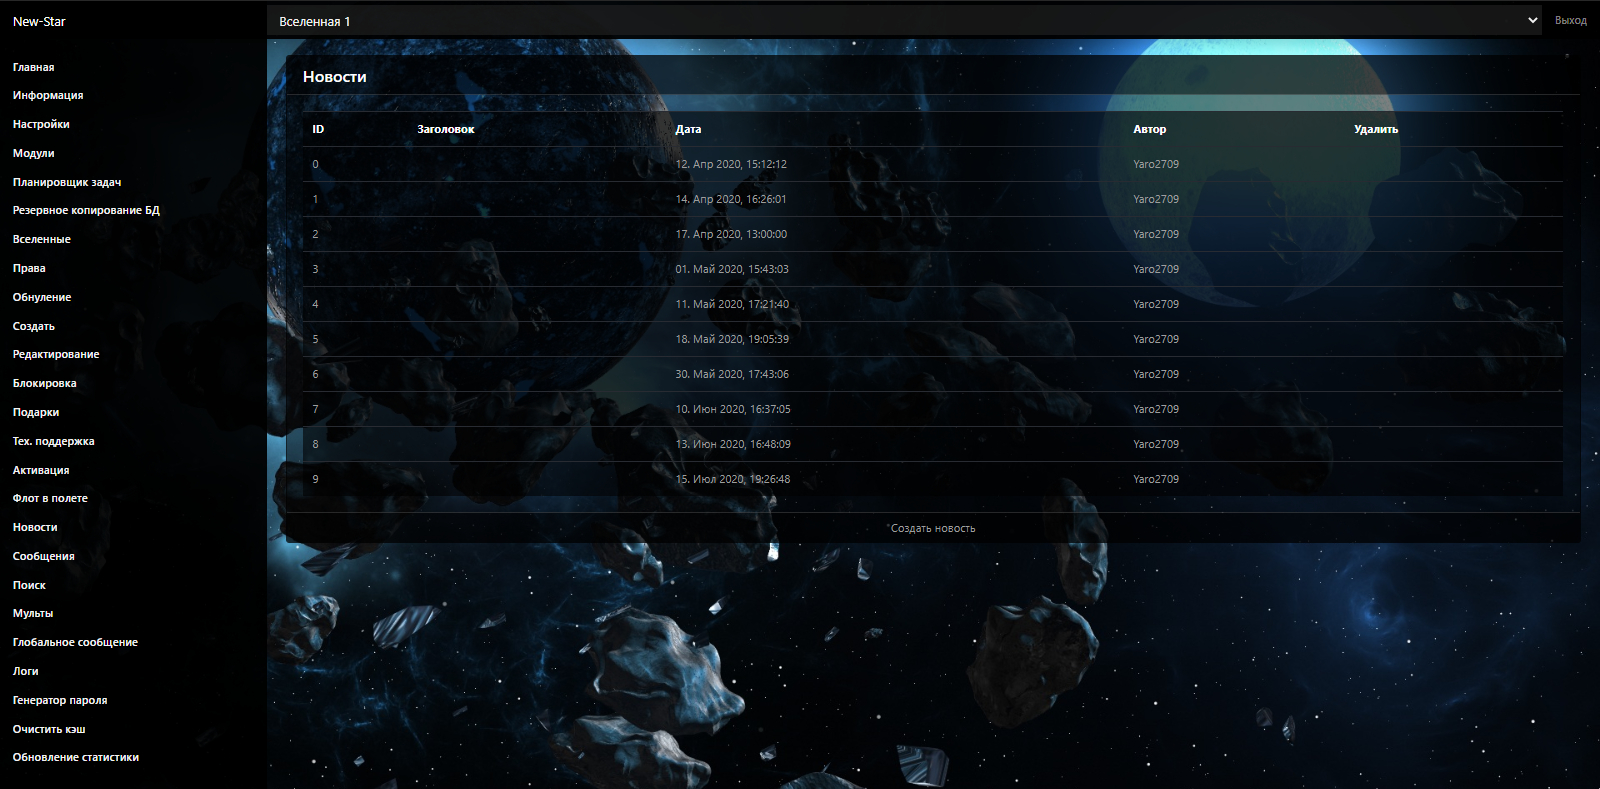 New-Star
Вселенная 1
Выход
Главная
Информация
Настройки
Модули
Планировщик задач
Резервное копирование БД
Вселенные
Права
Обнуление
Создать
Редактирование
Блокировка
Подарки
Тех. поддержка
Активация
Флот в полете
Новости
Сообщения
Поиск
Мульты
Глобальное сообщение
Логи
Генератор пароля
Очистить кэш
Обновление статистики
Новости
ID Заголовок Дата Автор Удалить
0 12. Апр 2020, 15:12:12 Yaro2709
1 14. Апр 2020, 16:26:01 Yaro2709
2 17. Апр 2020, 13:00:00 Yaro2709
3 01. Май 2020, 15:43:03 Yaro2709
4 11. Май 2020, 17:21:40 Yaro2709
5 18. Май 2020, 19:05:39 Yaro2709
6 30. Май 2020, 17:43:06 Yaro2709
7 10. Июн 2020, 16:37:05 Yaro2709
8 13. Июн 2020, 16:48:09 Yaro2709
9 15. Июл 2020, 19:26:48 Yaro2709
Создать новость